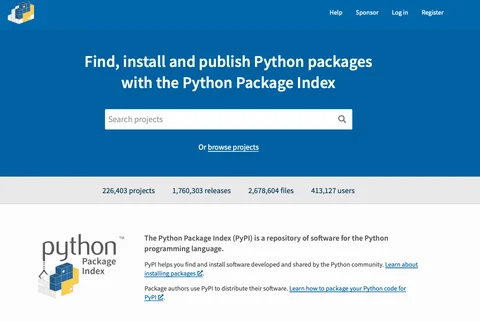 Help Sponsor Log in Register
Find, install and publish Python packages
with the Python Package Index
Search projects
Or browse projects
226,403 projects 1,760,303 releases 2,678,604 files 413,127 users
python™
Package
Index
The Python Package Index (PyPI) is a repository of software for the Python
programming language.
PyPI helps you find and install software developed and shared by the Python community. Learn about
installing packages.
Package authors use PyPI to distribute their software. Learn how to package your Python code for
PyPI.